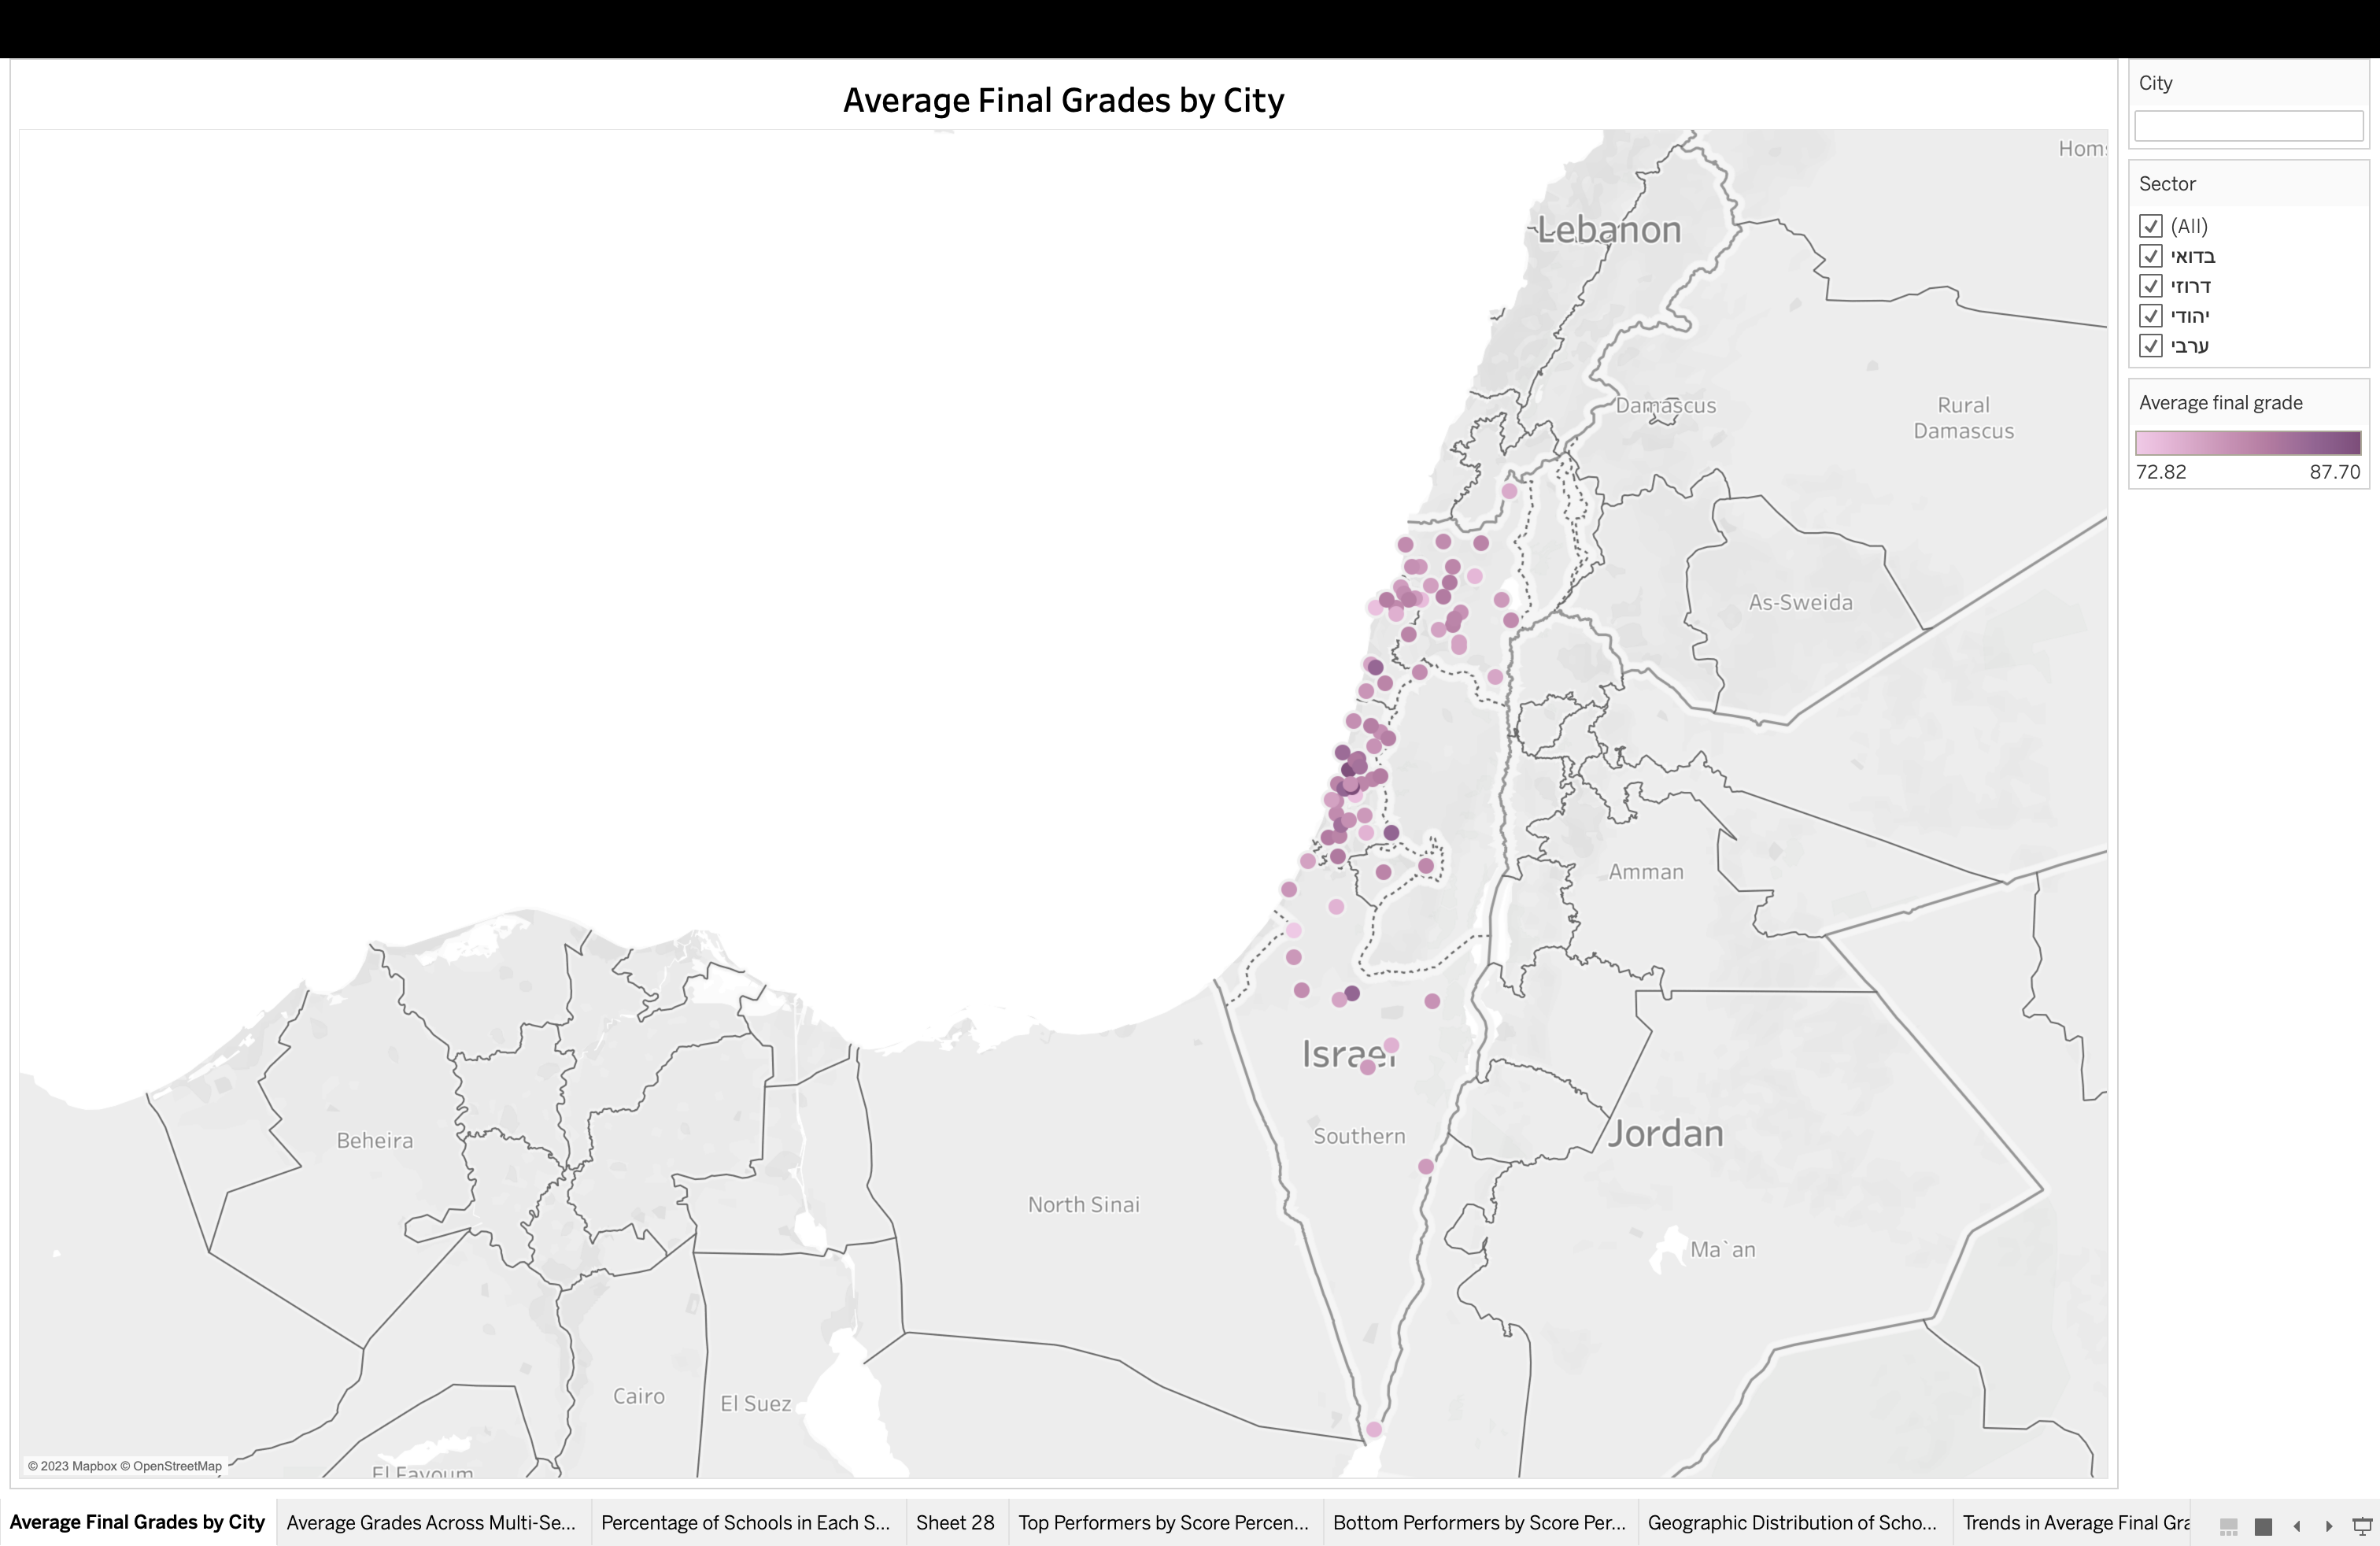 Average Final Grades by City
City
Sector
(All)
בדואי
דרוזי
יהודי
ערבי
Average final grade
72.82 87.70
Lebanon
Damascus
Rural
Damascus
As-Sweida
Amman
Israel
Southern
Jordan
Beheira
North Sinai
Ma`an
Cairo
El Suez
© 2023 Mapbox © OpenStreetMap
Average Final Grades by City
Average Grades Across Multi-Se...
Percentage of Schools in Each S...
Sheet 28
Top Performers by Score Percen...
Bottom Performers by Score Per...
Geographic Distribution of Scho...
Trends in Average Final Gra